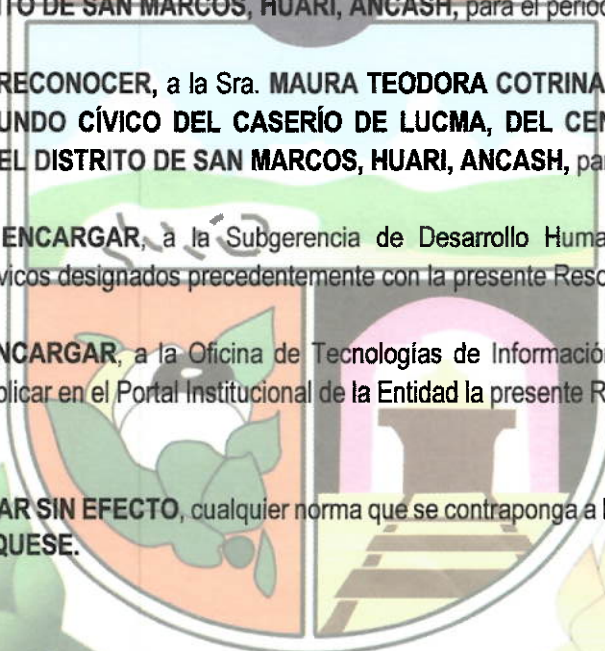 TO DE SAN MARCOS, HUARI, ANCASH, para el period
RECONOCER, a la Sra. MAURA TEODORA COTRINA
UNDO CÍVICO DEL CASERÍO DE LUCMA, DEL CEN
EL DISTRITO DE SAN MARCOS, HUARI, ANCASH, par
ENCARGAR, a la Subgerencia de Desarrollo Huma
vicos designados precedentemente con la presente Reso
NCARGAR, a la Oficina de Tecnologías de Información
blicar en el Portal Institucional de la Entidad la presente R
AR SIN EFECTO, cualquier norma que se contraponga a l
QUESE.